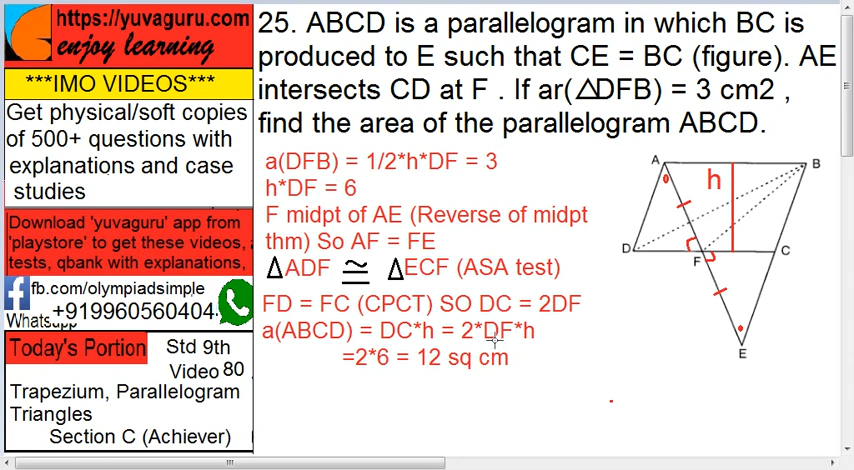 https://yuvaguru.com
enjoy learning
***IMO VIDEOS***
Get physical/soft copies
of 500+ questions with
explanations and case
studies
Download 'yuvaguru' app from
'playstore' to get these videos,
tests, qbank with explanations,
fb.com/olympiadsimple
+919960560404
Whatsapp
Today's Portion
Std 9th
Video 80
Trapezium, Parallelogram
Triangles
Section C (Achiever)
25. ABCD is a parallelogram in which BC is
produced to E such that CE = BC (figure). AE
intersects CD at F . If ar(△DFB) = 3 cm2 ,
find the area of the parallelogram ABCD.
a(DFB) = 1/2*h*DF = 3
h*DF = 6
F midpt of AE (Reverse of midpt
thm) So AF = FE
Δ ADF ≅ Δ ECF (ASA test)
FD = FC (CPCT) SO DC = 2DF
a(ABCD) = DC*h = 2*DF*h
=2*6 = 12 sq cm
A
B
h
D
F
C
E